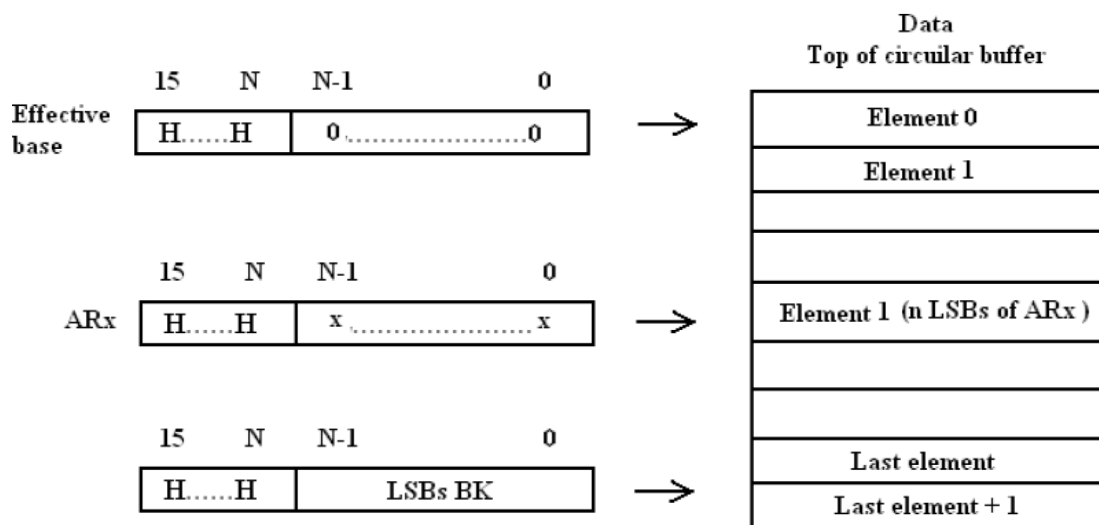 Data
Top of circuilar buffer
15 N N-1 0
Effective base
H......H 0........................0
Element 0
Element 1
15 N N-1 0
ARx
H......H x........................x
Element 1 (n LSBs of ARx )
15 N N-1 0
H......H LSBs BK
Last element
Last element + 1